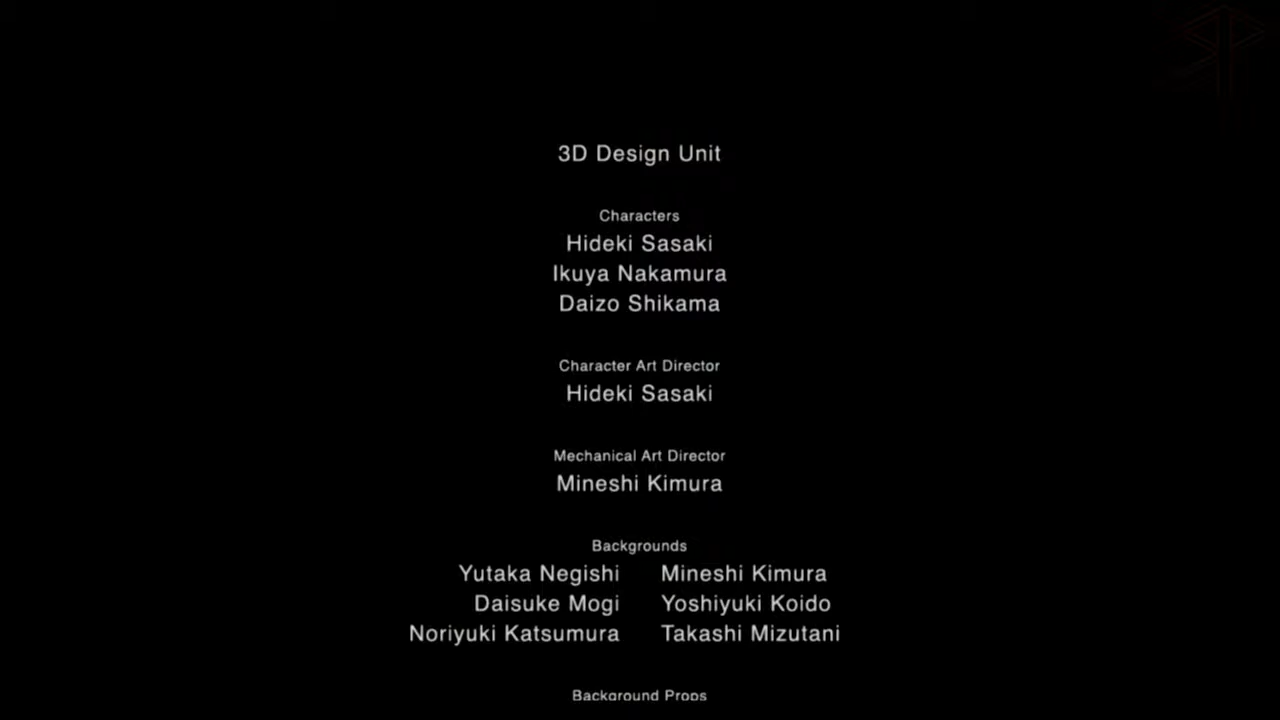 3D Design Unit
Characters
Hideki Sasaki
Ikuya Nakamura
Daizo Shikama
Character Art Director
Hideki Sasaki
Mechanical Art Director
Mineshi Kimura
Backgrounds
Yutaka Negishi Mineshi Kimura
Daisuke Mogi Yoshiyuki Koido
Noriyuki Katsumura Takashi Mizutani
Background Props